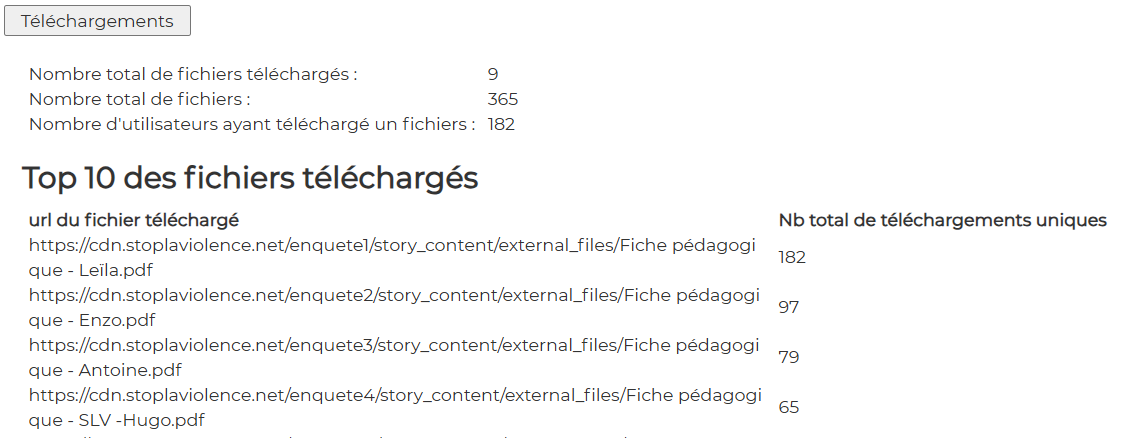 Téléchargements
Nombre total de fichiers téléchargés : 9
Nombre total de fichiers : 365
Nombre d'utilisateurs ayant téléchargé un fichiers : 182
Top 10 des fichiers téléchargés
url du fichier téléchargé Nb total de téléchargements uniques
https://cdn.stoplaviolence.net/enquete1/story_content/external_files/Fiche pédagogi
que - Leïla.pdf 182
https://cdn.stoplaviolence.net/enquete2/story_content/external_files/Fiche pédagogi
que - Enzo.pdf 97
https://cdn.stoplaviolence.net/enquete3/story_content/external_files/Fiche pédagogi
que - Antoine.pdf 79
https://cdn.stoplaviolence.net/enquete4/story_content/external_files/Fiche pédagogi
que - SLV -Hugo.pdf 65